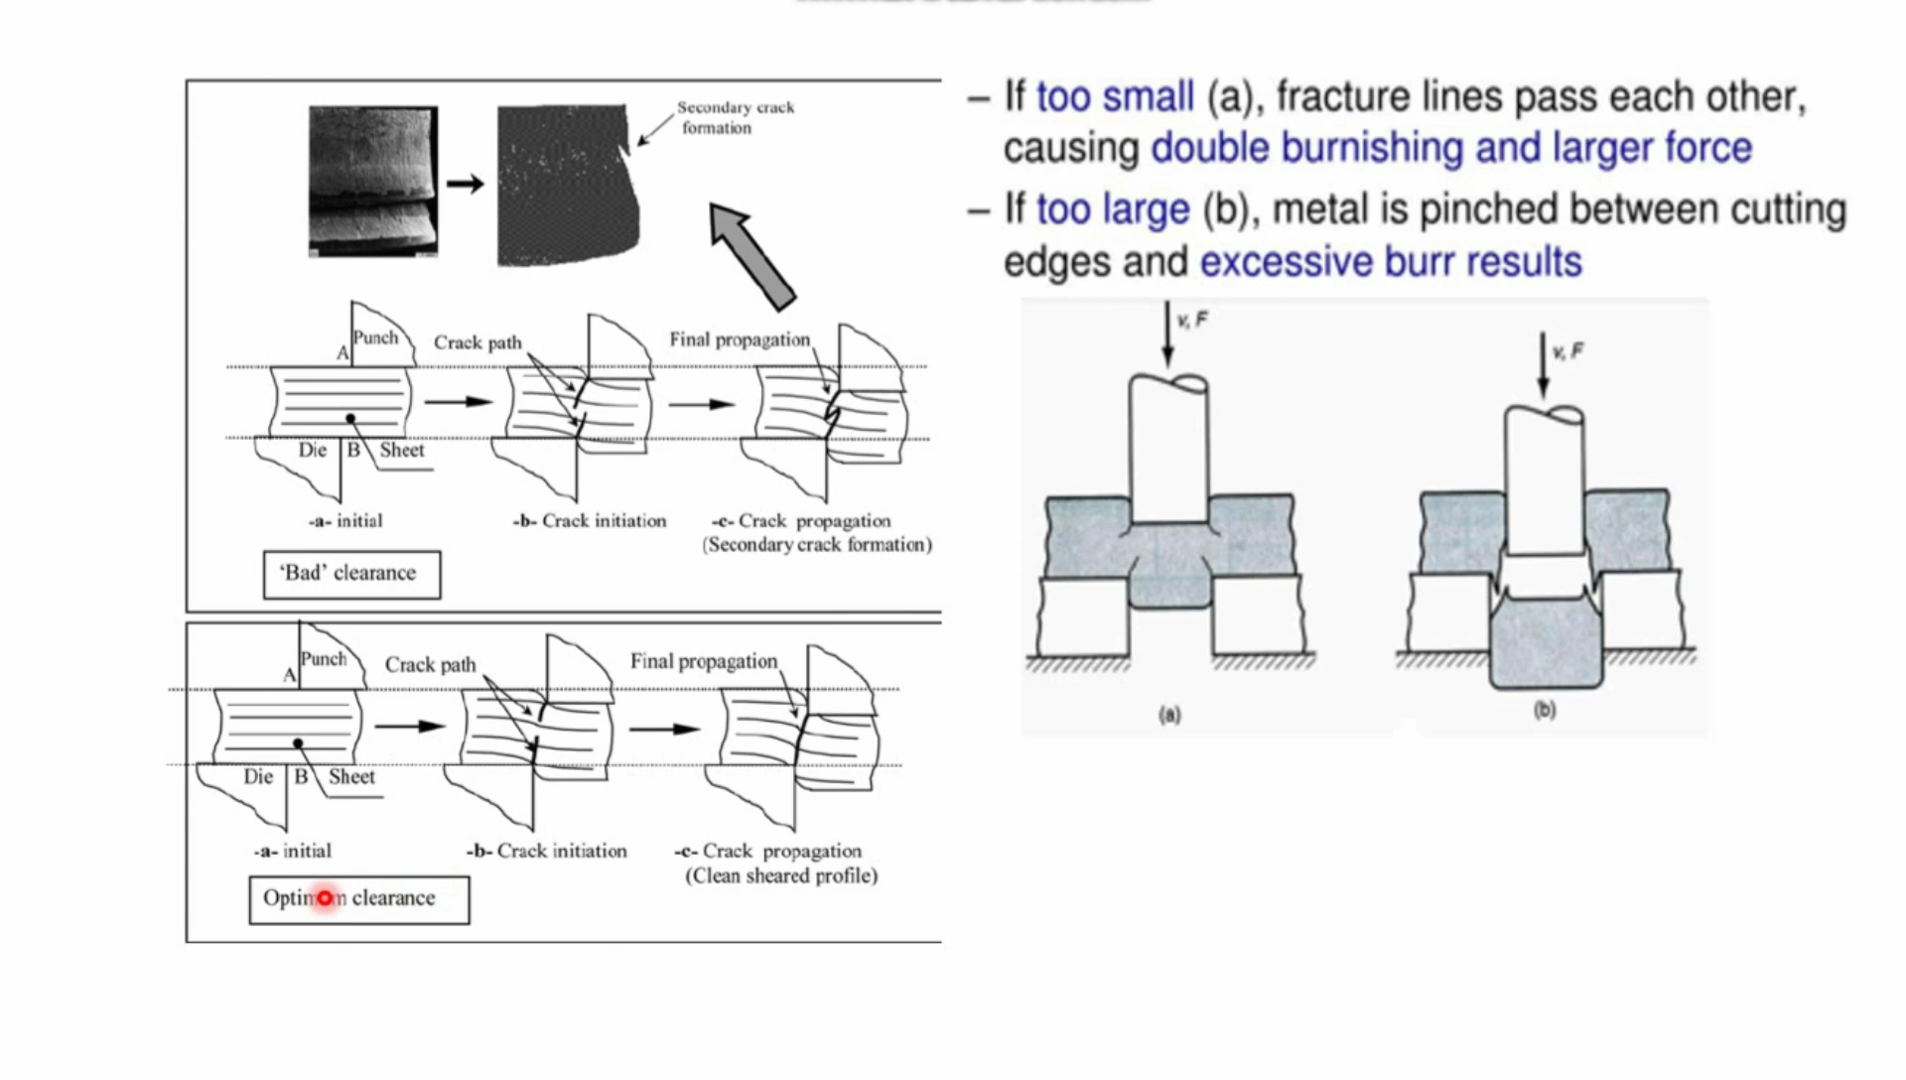 Secondary crack
formation
Punch
A
Crack path
Final propagation
Die
B
Sheet
-a- initial
-b- Crack initiation
-c- Crack propagation
(Secondary crack formation)
‘Bad’ clearance
Punch
A
Crack path
Final propagation
Die
B
Sheet
-a- initial
-b- Crack initiation
-c- Crack propagation
(Clean sheared profile)
clearance
– If too small (a), fracture lines pass each other,
causing double burnishing and larger force
– If too large (b), metal is pinched between cutting
edges and excessive burr results
v, F
v, F
(a)
(b)